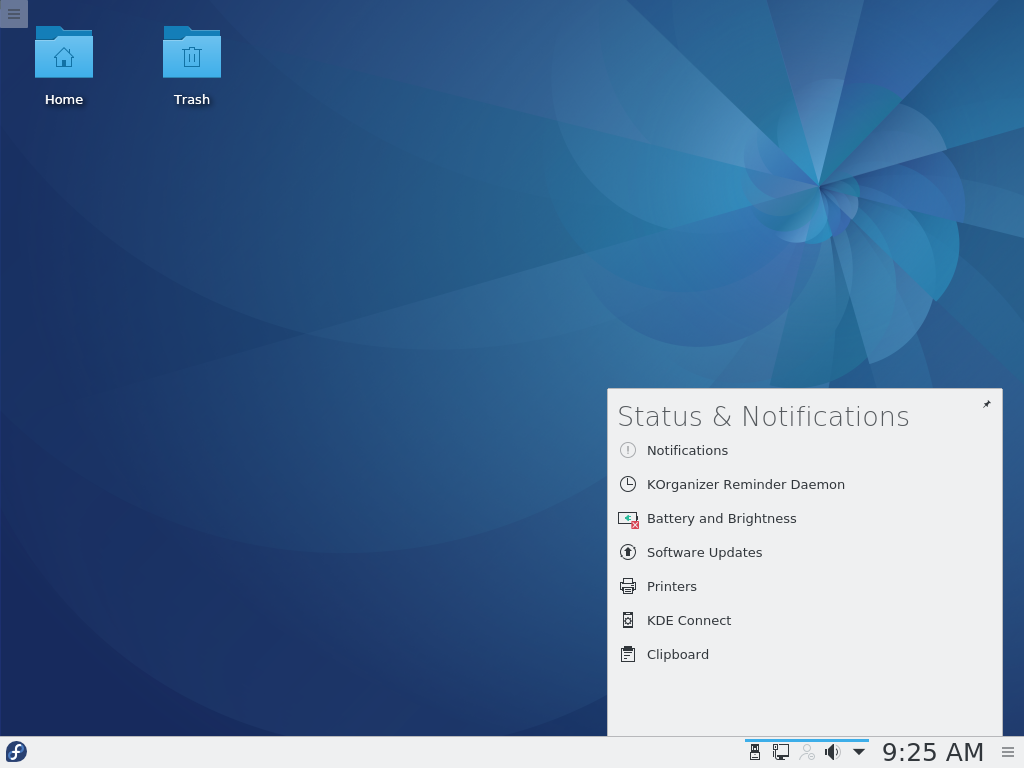 Home
Trash
Status & Notifications
Notifications
KOrganizer Reminder Daemon
Battery and Brightness
Software Updates
Printers
KDE Connect
Clipboard
9:25 AM